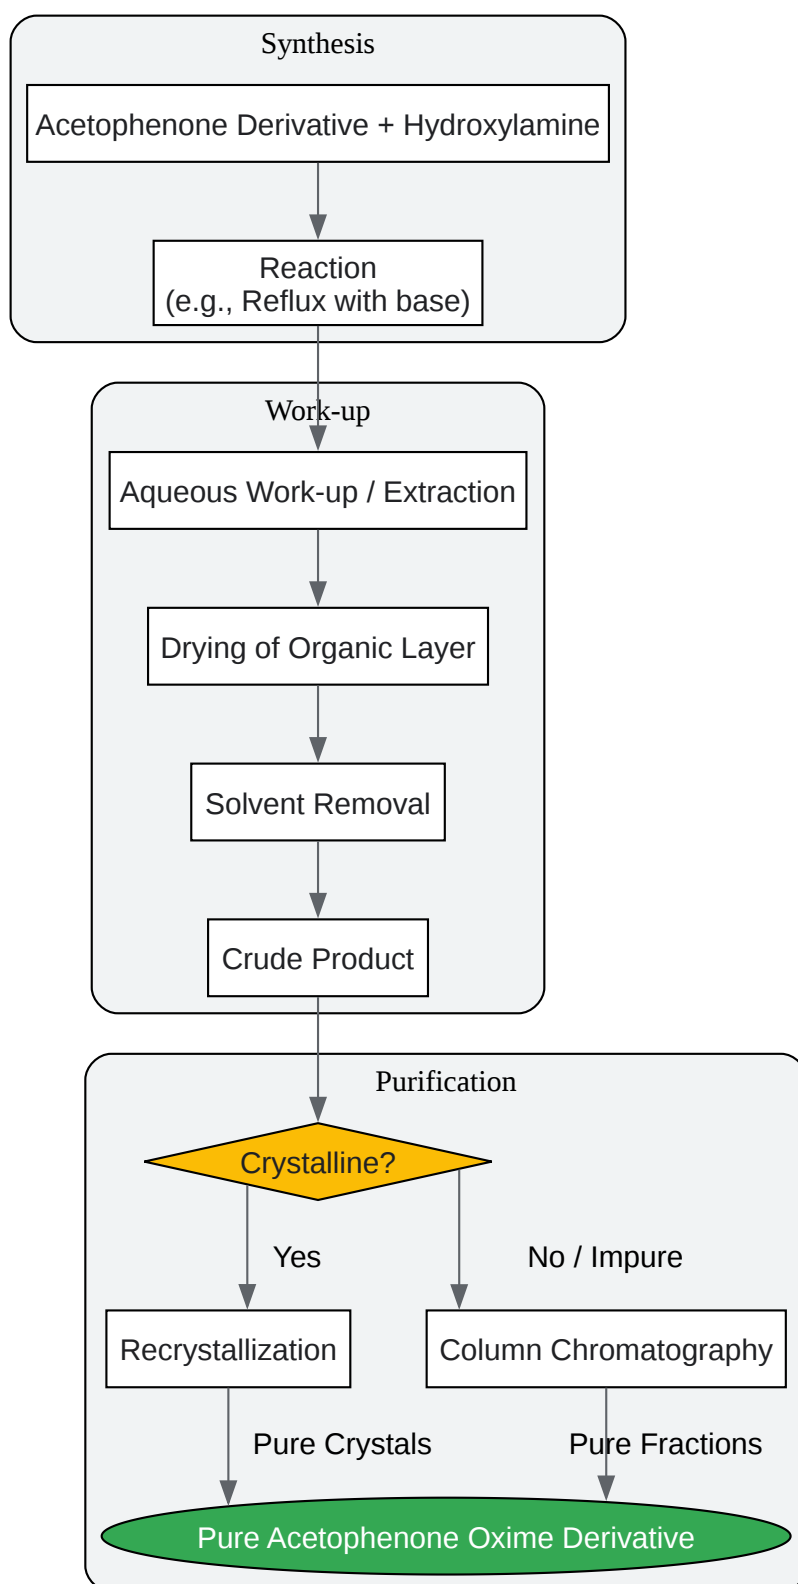 Synthesis
Acetophenone Derivative + Hydroxylamine
Reaction
(e.g., Reflux with base)
Work-up
Aqueous Work-up / Extraction
Drying of Organic Layer
Solvent Removal
Crude Product
Purification
Crystalline?
Yes
No / Impure
Recrystallization
Column Chromatography
Pure Crystals
Pure Fractions
Pure Acetophenone Oxime Derivative